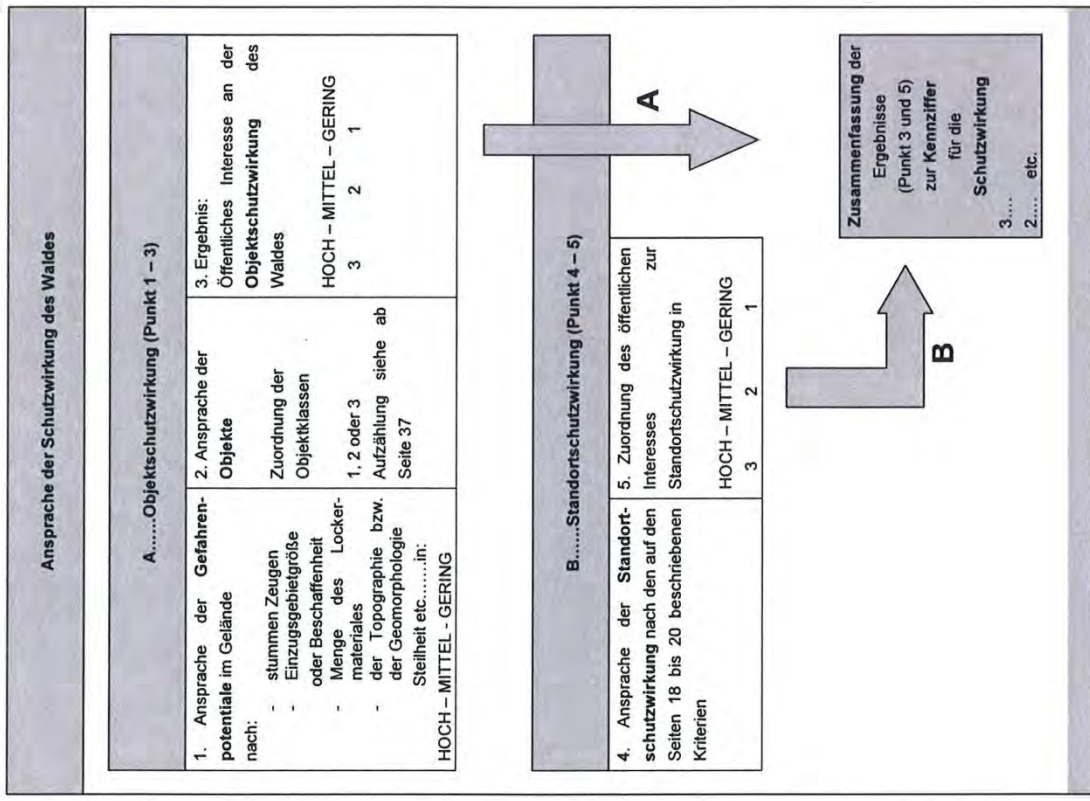 Ansprache der Schutzwirkung des Waldes
A......Objektschutzwirkung (Punkt 1 – 3)
1. Ansprache der Gefahren-
potentiale im Gelände
nach:
- stummen Zeugen
- Einzugsgebietgröße
oder Beschaffenheit
- Menge des Locker-
materiales
- der Topographie bzw.
der Geomorphologie
Steilheit etc.......in:
HOCH – MITTEL - GERING
2. Ansprache der
Objekte
Zuordnung der
Objektklassen
1, 2 oder 3
Aufzählung siehe ab
Seite 37
3. Ergebnis:
Öffentliches Interesse an der
Objektschutzwirkung des
Waldes
HOCH – MITTEL – GERING
3 2 1
B......Standortschutzwirkung (Punkt 4 – 5)
4. Ansprache der Standort-
schutzwirkung nach den auf den
Seiten 18 bis 20 beschriebenen
Kriterien
5. Zuordnung des öffentlichen
Interesses zur
Standortschutzwirkung in
HOCH – MITTEL – GERING
3 2 1
A
B
Zusammenfassung der
Ergebnisse
(Punkt 3 und 5)
zur Kennziffer
für die
Schutzwirkung
3....
2.... etc.